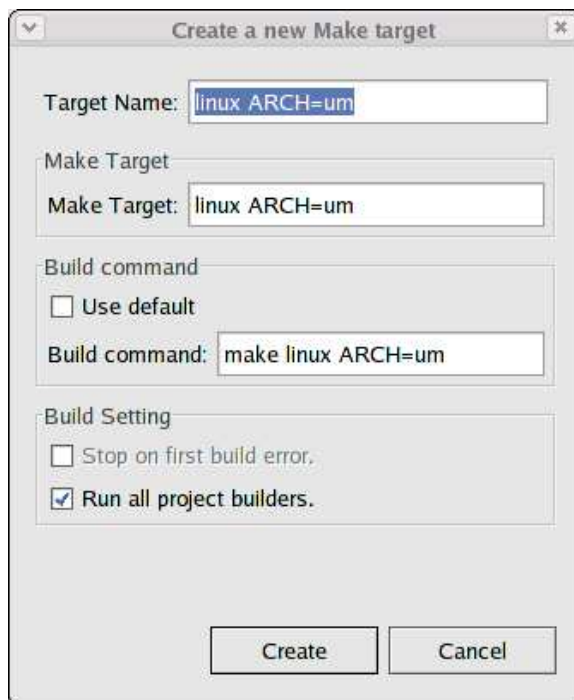 Create a new Make target
Target Name: linux ARCH=um
Make Target
Make Target: linux ARCH=um
Build command
Use default
Build command: make linux ARCH=um
Build Setting
Stop on first build error.
Run all project builders.
Create Cancel